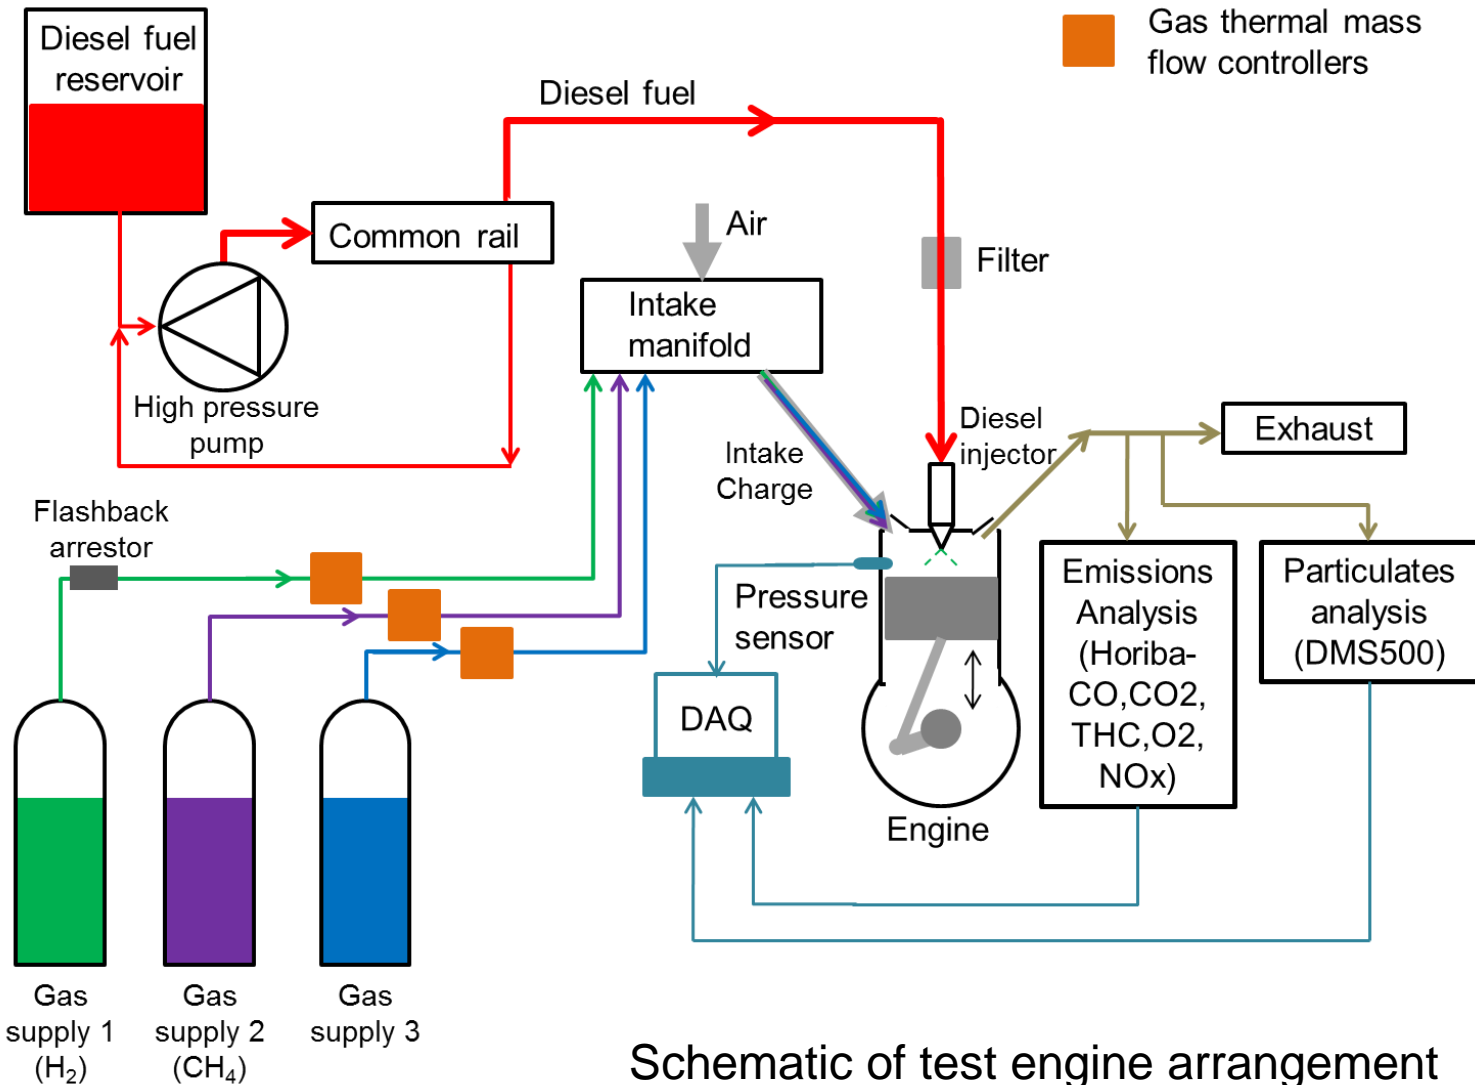 Diesel fuel
reservoir
Gas thermal mass
flow controllers
Diesel fuel
Common rail
Air
Filter
Intake
manifold
High pressure
pump
Diesel
injector
Exhaust
Intake
Charge
Flashback
arrestor
Pressure
sensor
Emissions
Analysis
(Horiba-
CO,CO2,
THC,O2,
NOx)
Particulates
analysis
(DMS500)
DAQ
Engine
Gas
supply 1
(H₂)
Gas
supply 2
(CH₄)
Gas
supply 3
Schematic of test engine arrangement